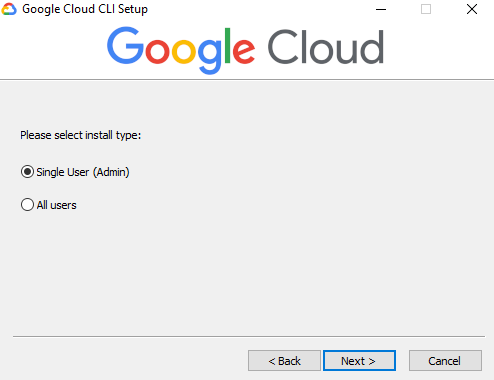 Google Cloud CLI Setup
Google Cloud
Please select install type:
Single User (Admin)
All users
< Back
Next >
Cancel